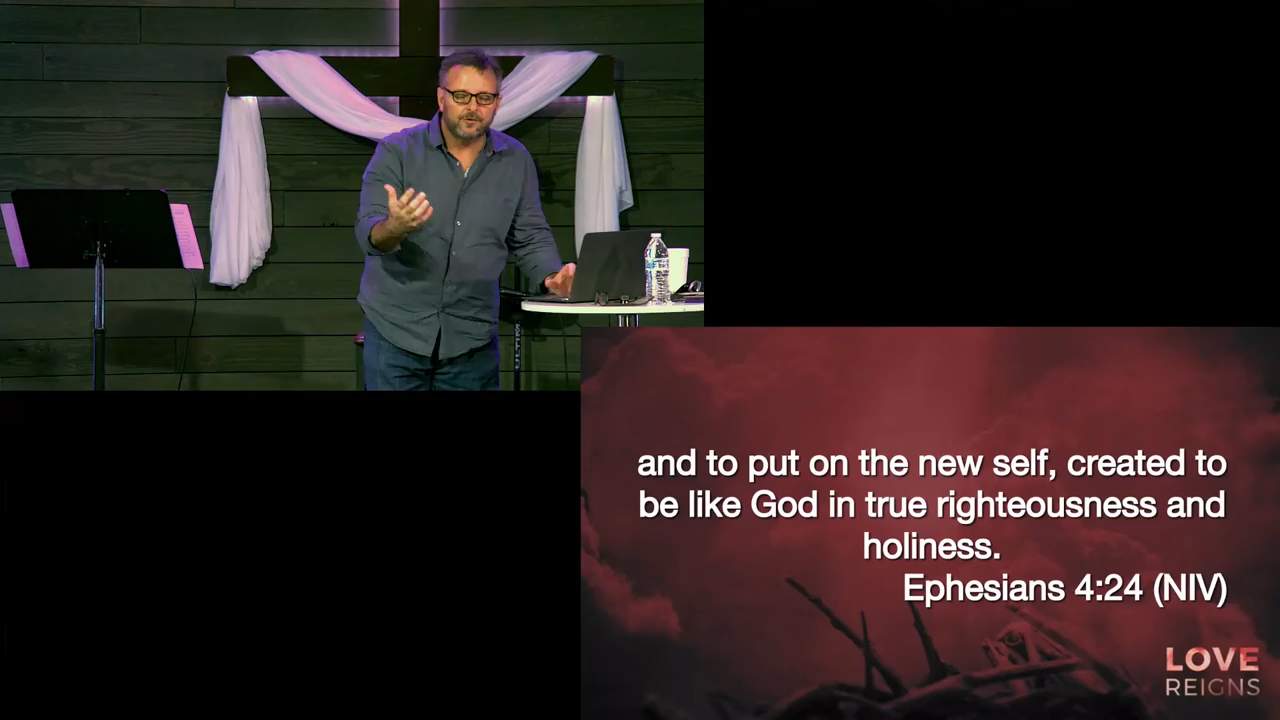 and to put on the new self, created to
be like God in true righteousness and
holiness.
Ephesians 4:24 (NIV)
LOVE
REIGNS